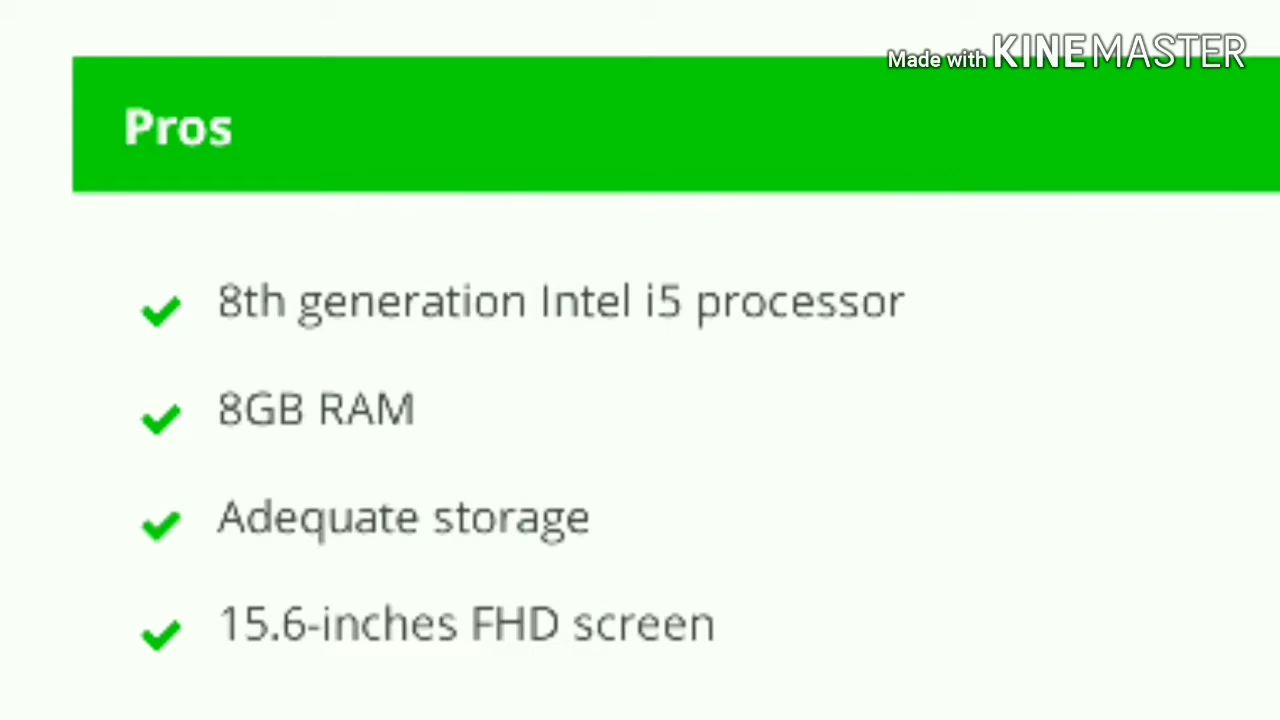 Made with KINEMASTER
Pros
8th generation Intel i5 processor
8GB RAM
Adequate storage
15.6-inches FHD screen